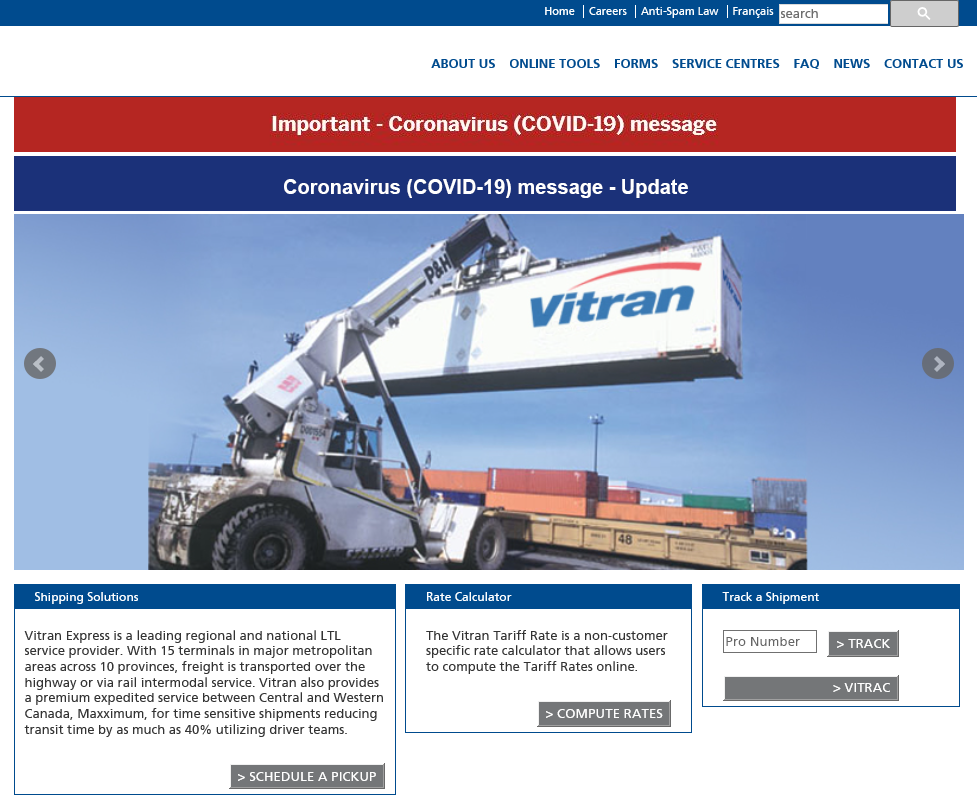 Home
Careers
Anti-Spam Law
Français
search
ABOUT US
ONLINE TOOLS
FORMS
SERVICE CENTRES
FAQ
NEWS
CONTACT US
Important - Coronavirus (COVID-19) message
Coronavirus (COVID-19) message - Update
P&H
Vitran
48
Shipping Solutions
Vitran Express is a leading regional and national LTL
service provider. With 15 terminals in major metropolitan
areas across 10 provinces, freight is transported over the
highway or via rail intermodal service. Vitran also provides
a premium expedited service between Central and Western
Canada, Maxximum, for time sensitive shipments reducing
transit time by as much as 40% utilizing driver teams.
> SCHEDULE A PICKUP
Rate Calculator
The Vitran Tariff Rate is a non-customer
specific rate calculator that allows users
to compute the Tariff Rates online.
> COMPUTE RATES
Track a Shipment
Pro Number
> TRACK
> VITRAC